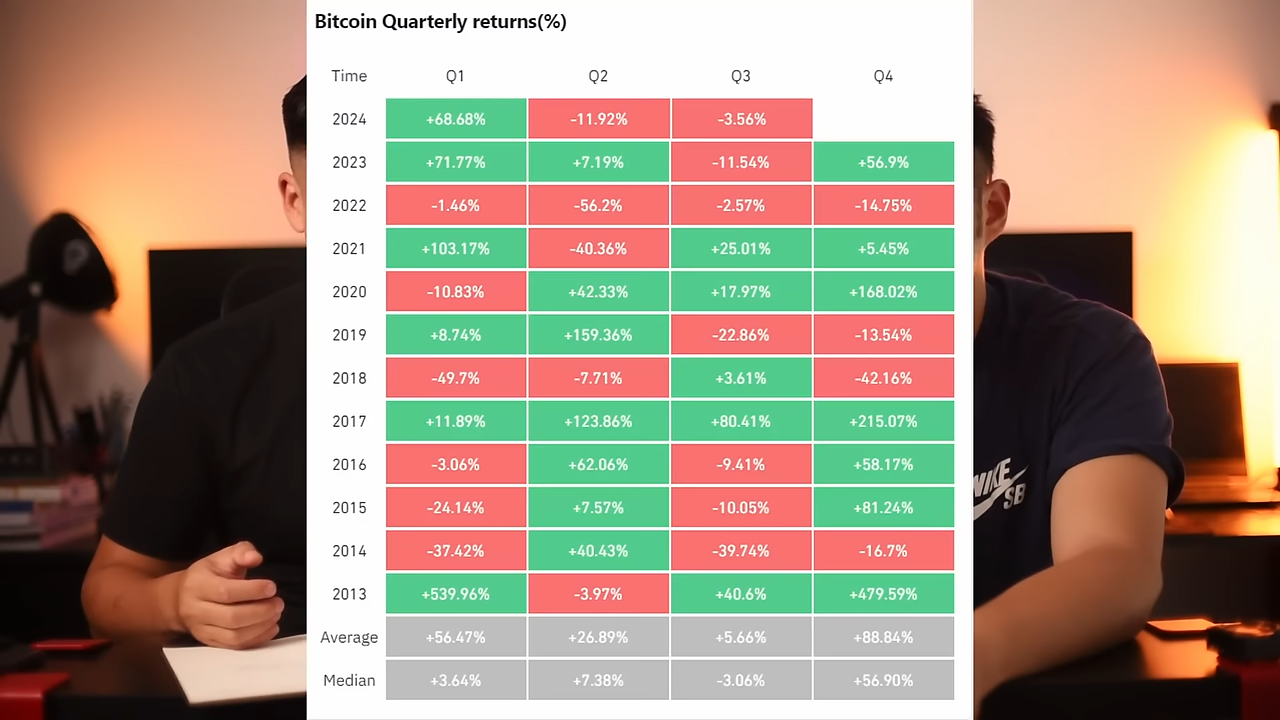 Bitcoin Quarterly returns(%)
Time Q1 Q2 Q3 Q4
2024 +68.68% -11.92% -3.56%
2023 +71.77% +7.19% -11.54% +56.9%
2022 -1.46% -56.2% -2.57% -14.75%
2021 +103.17% -40.36% +25.01% +5.45%
2020 -10.83% +42.33% +17.97% +168.02%
2019 +8.74% +159.36% -22.86% -13.54%
2018 -49.7% -7.71% +3.61% -42.16%
2017 +11.89% +123.86% +80.41% +215.07%
2016 -3.06% +62.06% -9.41% +58.17%
2015 -24.14% +7.57% -10.05% +81.24%
2014 -37.42% +40.43% -39.74% -16.7%
2013 +539.96% -3.97% +40.6% +479.59%
Average +56.47% +26.89% +5.66% +88.84%
Median +3.64% +7.38% -3.06% +56.90%
NIKE
SB